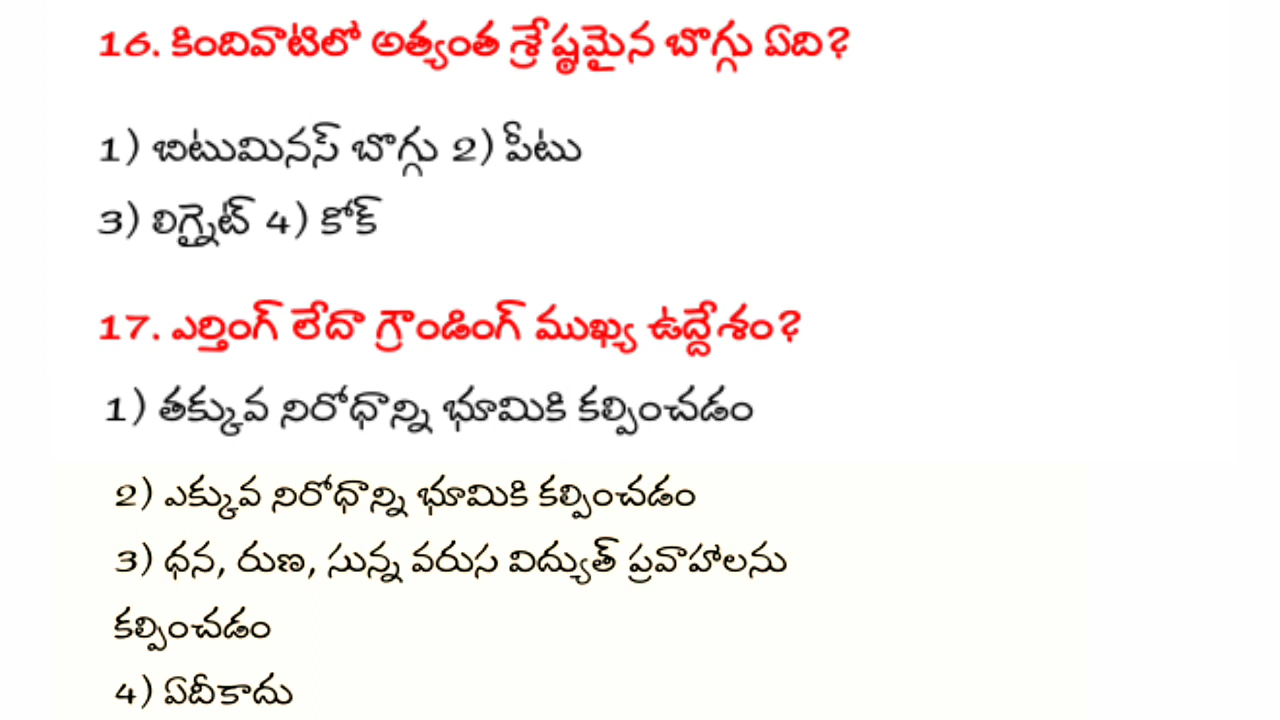 16. కిందివాటిలో అత్యంత శ్రేష్ఠమైన బొగ్గు ఏది?
1) బిటుమినస్ బొగ్గు 2) పీటు
3) లిగ్నైట్ 4) కోక్
17. ఎర్తింగ్ లేదా గ్రౌండింగ్ ముఖ్య ఉద్దేశం?
1) తక్కువ నిరోధాన్ని భూమికి కల్పించడం
2) ఎక్కువ నిరోధాన్ని భూమికి కల్పించడం
3) ధన, రుణ, సున్న వరుస విద్యుత్ ప్రవాహాలను
కల్పించడం
4) ఏదీకాదు